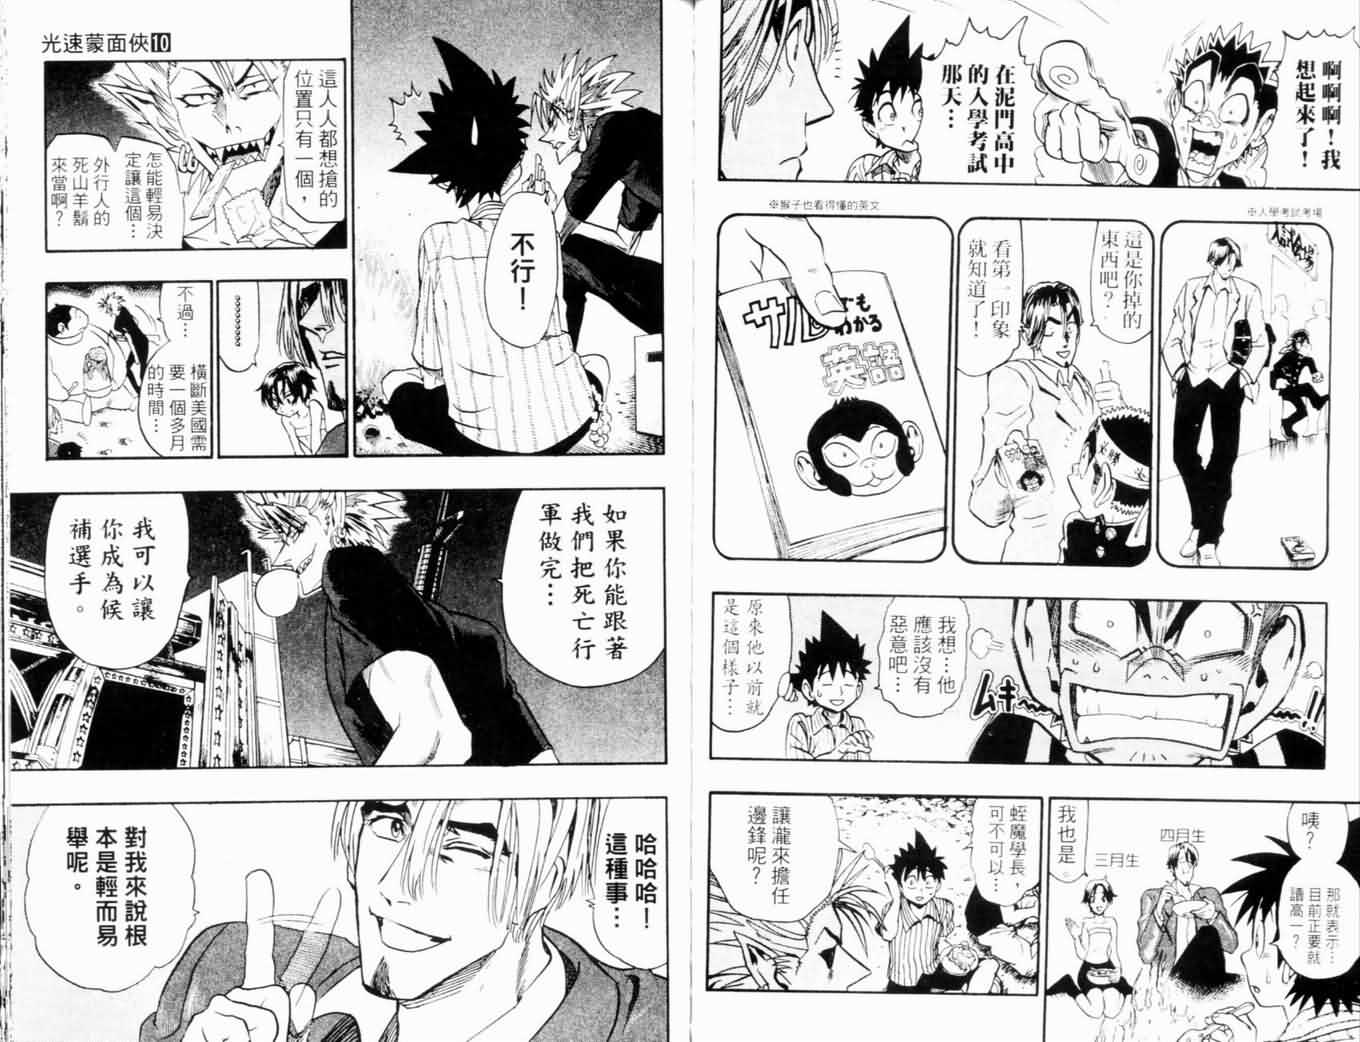 啊啊啊！我
想起來了！
在泥門高中
的入學考試
那天…
※入學考試考場
這是你掉的
東西吧？
看第一印象
就知道了！
※猴子也看得懂的英文
サルでも
わかる
英語
ムキーッ!!
我想…他
應該沒有
惡意吧…
原來他以前就
是這個樣子…
咦？
那就表示…
目前正要就
讀高一？
四月生
三月生
我也是。
蛭魔學長，
可不可以…
讓瀧來擔任
邊鋒呢？
光速蒙面俠10
不行！
這人人都想搶的
位置只有一個，
怎能輕易決
定讓這個…
外行人的
死山羊鬍
來當啊？
………
不過…
橫斷美國需
要一個多月
的時間…
如果你能跟著
我們把死亡行
軍做完…
我可以讓
你成為候
補選手。
哈哈哈！
這種事…
對我來說根
本是輕而易
舉呢。